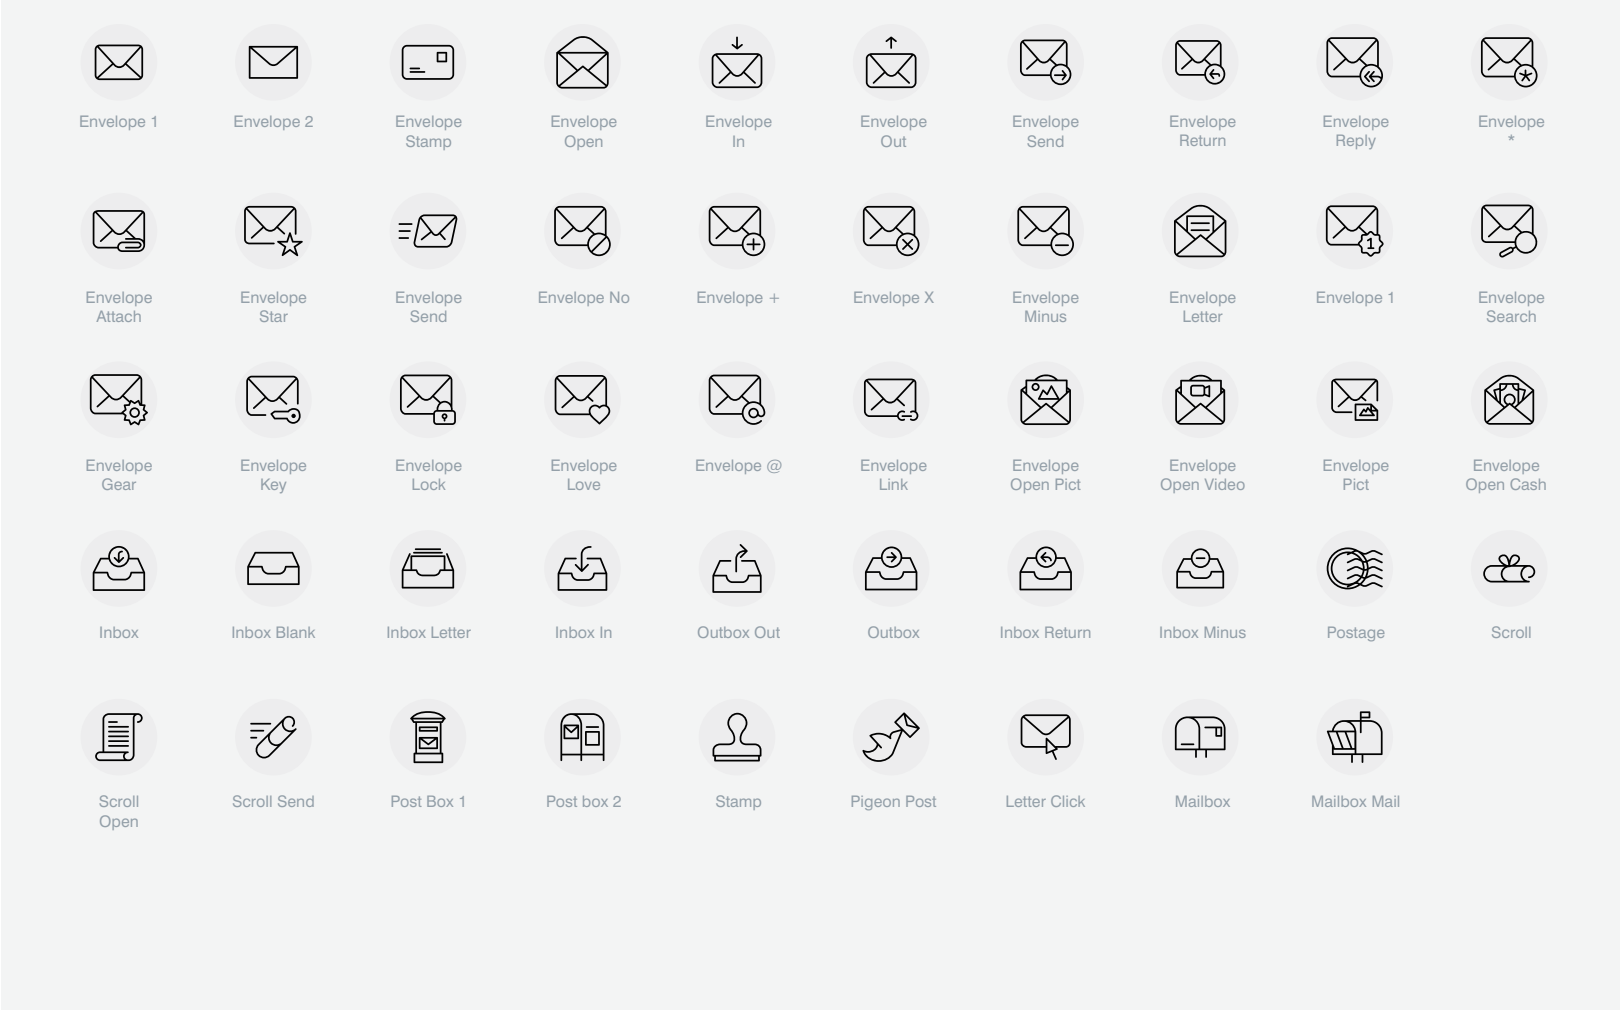 Envelope 1
Envelope 2
Envelope
Stamp
Envelope
Open
Envelope
In
Envelope
Out
Envelope
Send
Envelope
Return
Envelope
Reply
Envelope
*
Envelope
Attach
Envelope
Star
Envelope
Send
Envelope No
Envelope +
Envelope X
Envelope
Minus
Envelope
Letter
1
Envelope 1
Envelope
Search
Envelope
Gear
Envelope
Key
Envelope
Lock
Envelope
Love
Envelope @
Envelope
Link
Envelope
Open Pict
Envelope
Open Video
Envelope
Pict
Envelope
Open Cash
Inbox
Inbox Blank
Inbox Letter
Inbox In
Outbox Out
Outbox
Inbox Return
Inbox Minus
Postage
Scroll
Scroll
Open
Scroll Send
Post Box 1
Post box 2
Stamp
Pigeon Post
Letter Click
Mailbox
Mailbox Mail